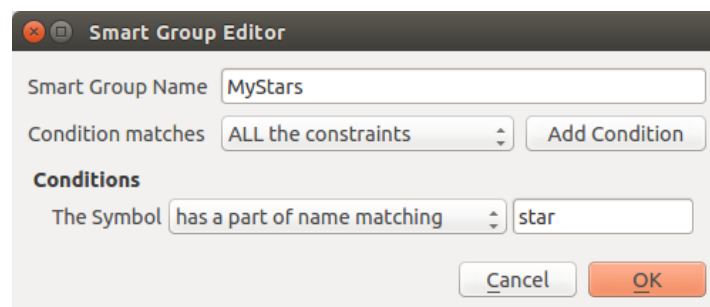 Smart Group Editor
Smart Group Name MyStars
Condition matches ALL the constraints Add Condition
Conditions
The Symbol has a part of name matching star
Cancel OK